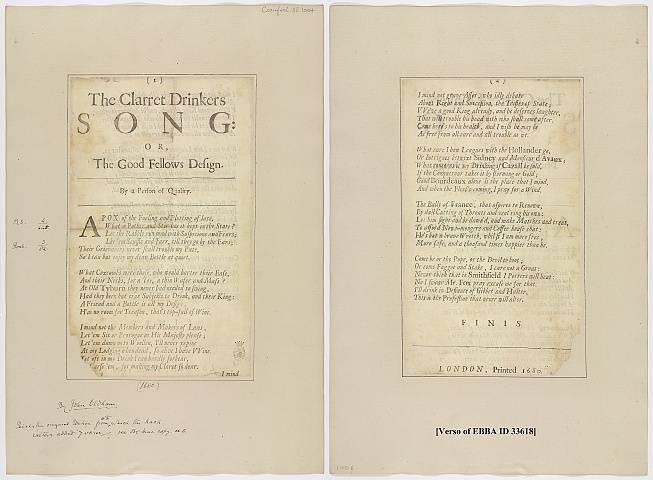 Crawford. EB. 1004
(1)
The Clarret Drinkers
SONG:
OR,
The Good Fellows Design.
By a Person of Quality.
A POX of the Fooling and Plotting of late,
What a Pother and Stir has it kept in the State?
Let the Rabble run mad with Suspicions and Fears;
Let 'em Scuffle and Jarr, till they go by the Ears;
Their Grievances never shall trouble my Pate,
So I can but enjoy my dear Bottle at quiet.
What Coxcombs were those, who would barter their Ease,
And their Necks, for a Toy, a thin Wafer and Mass?
At Old Tyburn they never had needed to swing,
Had they been but true Subjects to Drink, and their King:
A Friend and a Bottle is all my Design
H'as no room for Treason, that's top-full of Wine.
I mind not the Members and Makers of Laws,
Let 'em Sit or Prorogue as His Majesty please;
Let 'em damn us to Woollen, I'll never repine
At my Lodging when dead, so alive I have Wine.
Yet oft in my Drink I can hardly forbear,
for making my Claret so dear.
I mind
(1680)
By John Oldham.
(2)
I mind not grave Asses, who idly debate
About Right and Succession, the Trifles of State;
VVe've a good King already, and he deserves laughter,
That will trouble his head with who shall come after.
Come here's to his health, and I wish he may be
As free from all care and all trouble as we.
What care I how Leagues with the Hollander go,
Or Intrigues betwixt Sidney and Monsieur d'Avaux;
What concerns it my Drinking if Cazall be sold,
If the Conqueror takes it by storming or Gold;
Good Bourdeaux alone is the place that I mind,
And when the Fleet's coming, I pray for a Wind.
The Bully of France, that aspires to Renown,
By dull Cutting of Throats and vent'ring his own:
Let him fight and be damn'd, and make Matches and treat,
To afford News-mongers and Coffee-house chat:
He's but a brave Wretch, whilst I am more free,
More safe, and a thousand times happier than he.
Come he or the Pope, or the Devil to boot;
Or come Faggot and Stake, I care not a Groat:
Never think that in Smithfield I Porters will heat:
No I swear Mr. Fox pray excuse me for that.
I'll drink in Defiance of Gibbet and Halter,
This is the Profession that never will alter.
FINIS.
LONDON, Printed 1680.
[Verso of EBBA ID 33618]